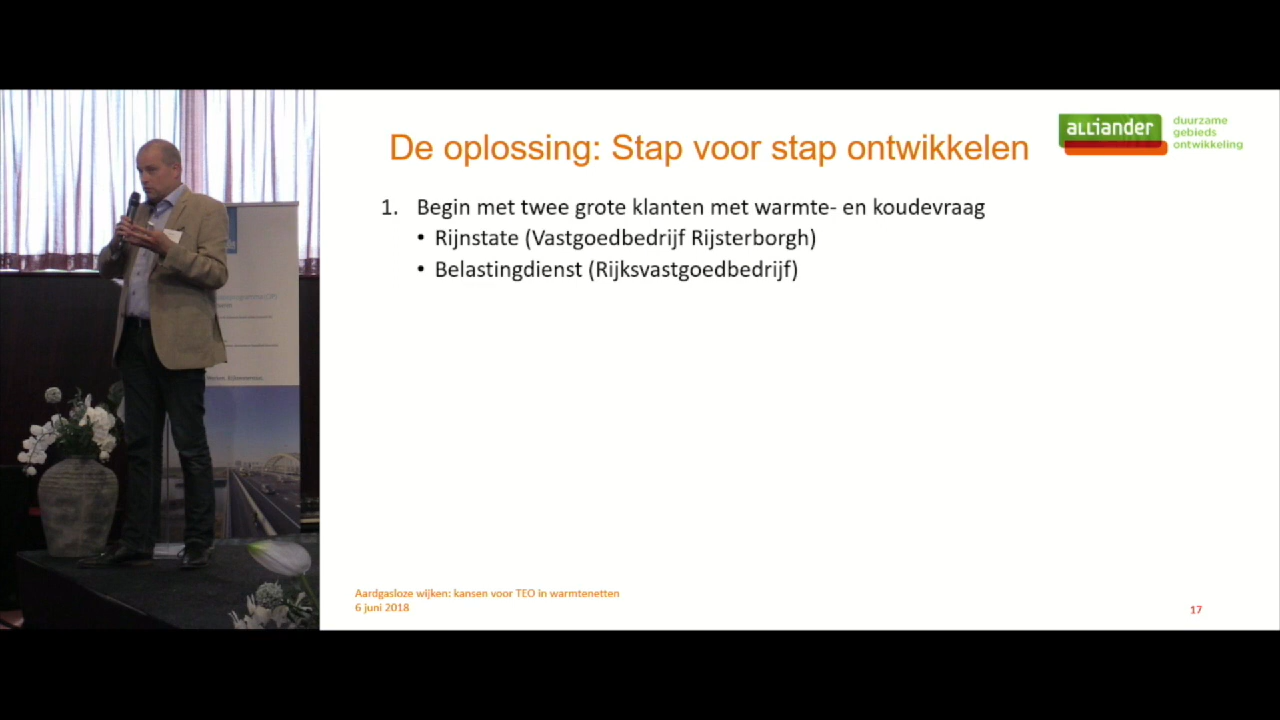 De oplossing: Stap voor stap ontwikkelen
alliander
duurzame
gebieds
ontwikkeling
1. Begin met twee grote klanten met warmte- en koudevraag
• Rijnstate (Vastgoedbedrijf Rijsterborgh)
• Belastingdienst (Rijksvastgoedbedrijf)
Aardgasloze wijken: kansen voor TEO in warmtenetten
6 juni 2018
17